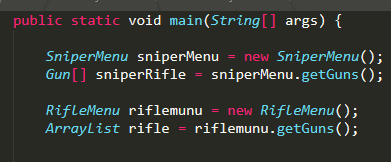 public static void main(String[] args) {
SniperMenu sniperMenu = new SniperMenu();
Gun[] sniperRifle = sniperMenu.getGuns();
RifleMenu riflemunu = new RifleMenu();
ArrayList rifle = riflemunu.getGuns();